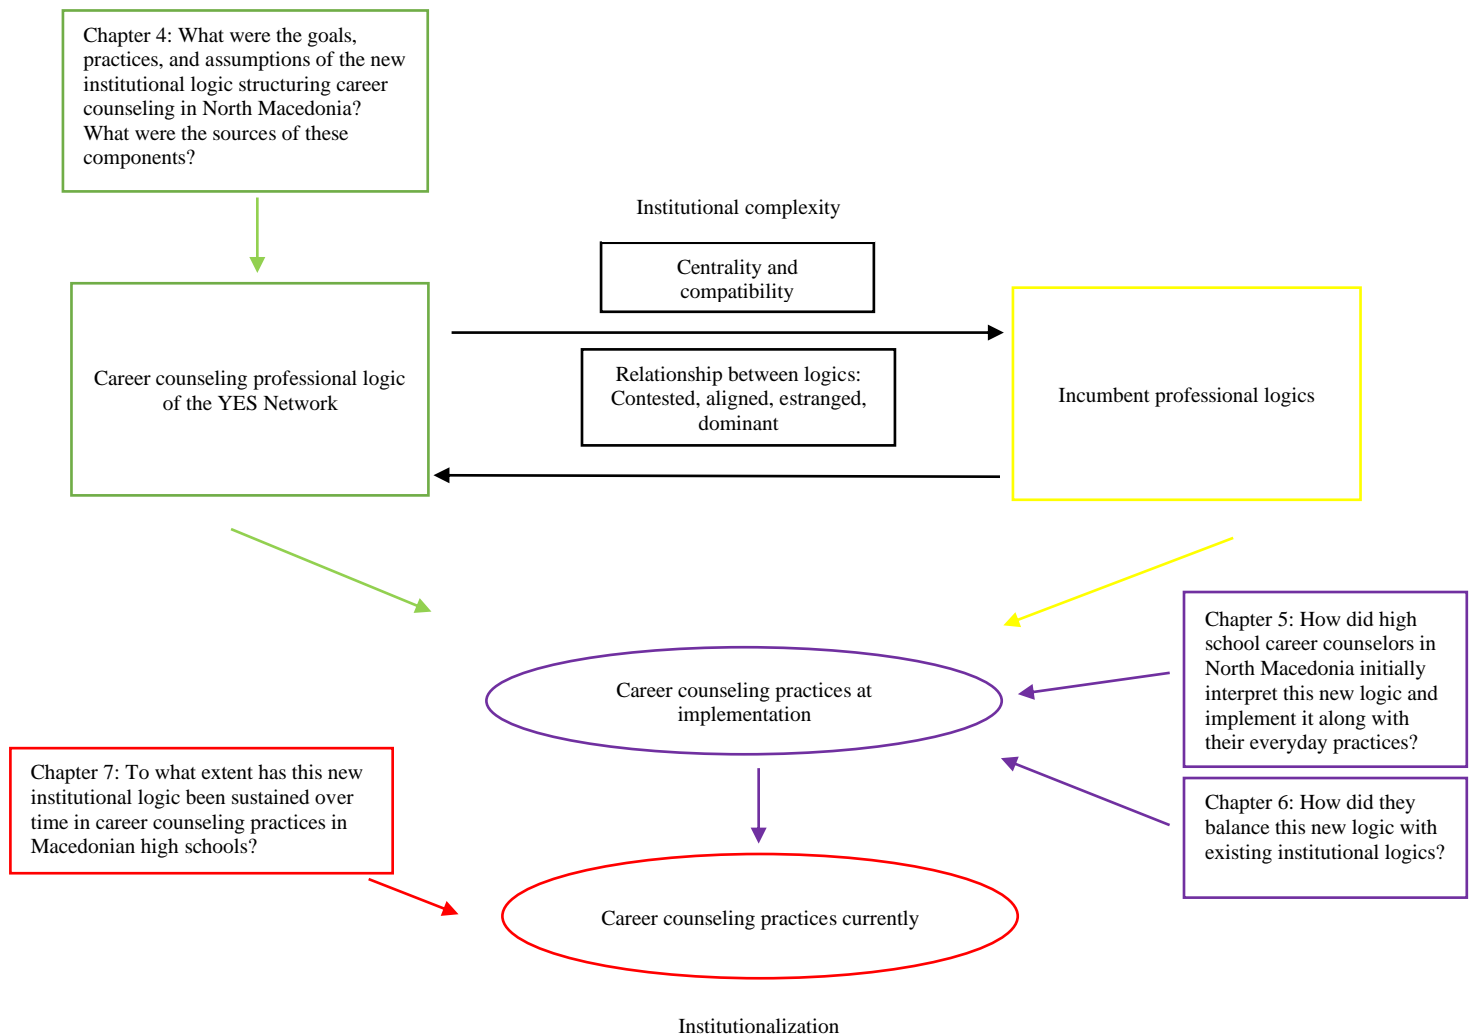 Chapter 4: What were the goals,
practices, and assumptions of the new
institutional logic structuring career
counseling in North Macedonia?
What were the sources of these
components?
Institutional complexity
Centrality and
compatibility
Career counseling professional logic
of the YES Network
Relationship between logics:
Contested, aligned, estranged,
dominant
Incumbent professional logics
Career counseling practices at
implementation
Chapter 5: How did high
school career counselors in
North Macedonia initially
interpret this new logic and
implement it along with
their everyday practices?
Chapter 7: To what extent has this new
institutional logic been sustained over
time in career counseling practices in
Macedonian high schools?
Chapter 6: How did they
balance this new logic with
existing institutional logics?
Career counseling practices currently
Institutionalization